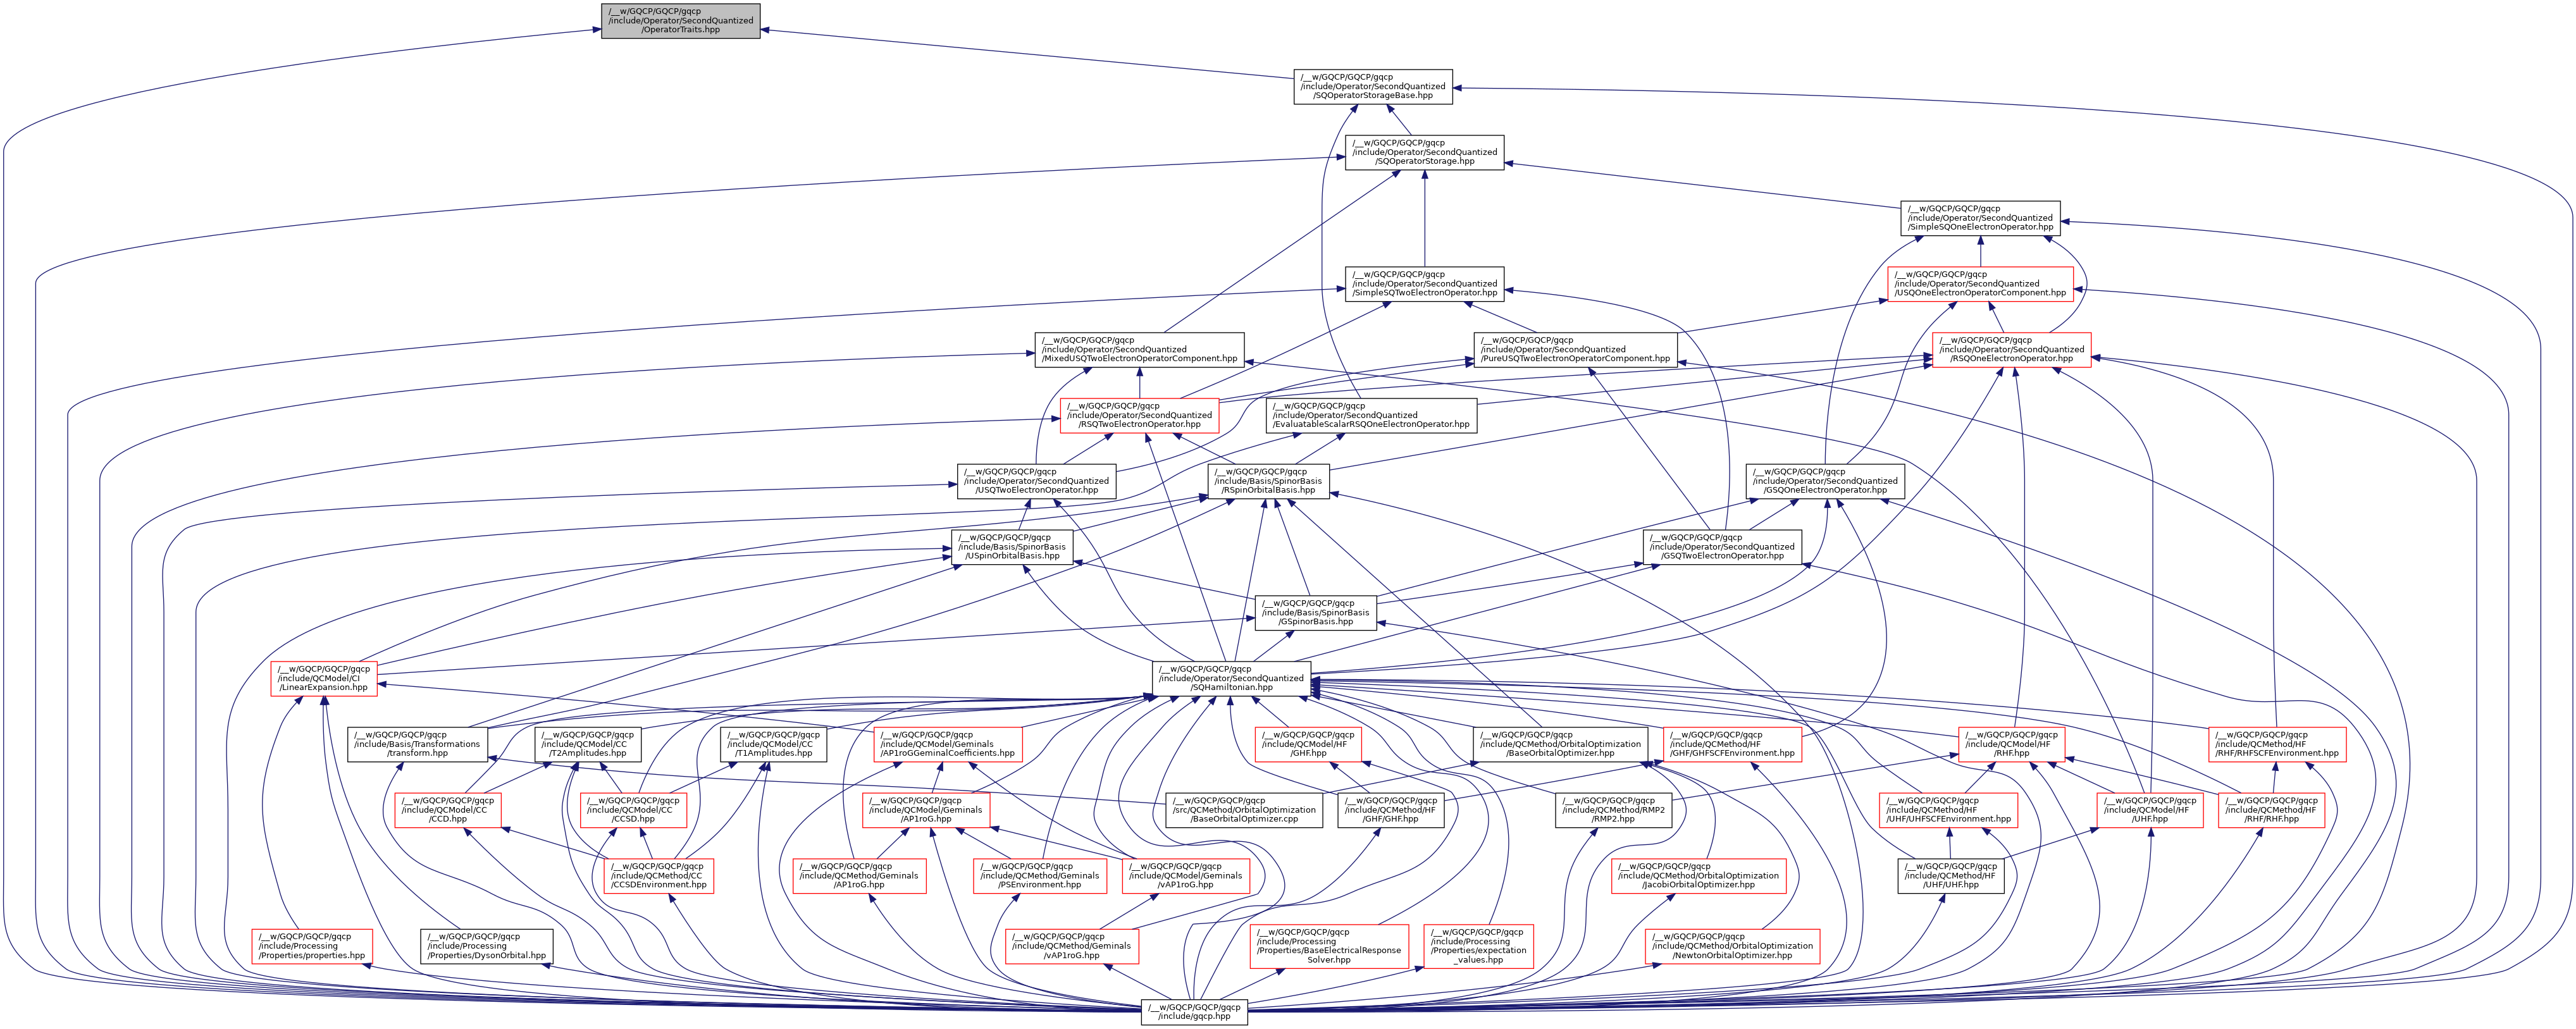 /__w/GQCP/GQCP/gqcp
/include/Operator/SecondQuantized
/OperatorTraits.hpp
/__w/GQCP/GQCP/gqcp
/include/Operator/SecondQuantized
/SQOperatorStorageBase.hpp
/__w/GQCP/GQCP/gqcp
/include/Operator/SecondQuantized
/SQOperatorStorage.hpp
/__w/GQCP/GQCP/gqcp
/include/Operator/SecondQuantized
/SimpleSQOneElectronOperator.hpp
/__w/GQCP/GQCP/gqcp
/include/Operator/SecondQuantized
/SimpleSQTwoElectronOperator.hpp
/__w/GQCP/GQCP/gqcp
/include/Operator/SecondQuantized
/USQOneElectronOperatorComponent.hpp
/__w/GQCP/GQCP/gqcp
/include/Operator/SecondQuantized
/MixedUSQTwoElectronOperatorComponent.hpp
/__w/GQCP/GQCP/gqcp
/include/Operator/SecondQuantized
/PureUSQTwoElectronOperatorComponent.hpp
/__w/GQCP/GQCP/gqcp
/include/Operator/SecondQuantized
/RSQOneElectronOperator.hpp
/__w/GQCP/GQCP/gqcp
/include/Operator/SecondQuantized
/RSQTwoElectronOperator.hpp
/__w/GQCP/GQCP/gqcp
/include/Operator/SecondQuantized
/EvaluatableScalarRSQOneElectronOperator.hpp
/__w/GQCP/GQCP/gqcp
/include/Operator/SecondQuantized
/USQTwoElectronOperator.hpp
/__w/GQCP/GQCP/gqcp
/include/Basis/SpinorBasis
/RSpinOrbitalBasis.hpp
/__w/GQCP/GQCP/gqcp
/include/Operator/SecondQuantized
/GSQOneElectronOperator.hpp
/__w/GQCP/GQCP/gqcp
/include/Basis/SpinorBasis
/USpinOrbitalBasis.hpp
/__w/GQCP/GQCP/gqcp
/include/Operator/SecondQuantized
/GSQTwoElectronOperator.hpp
/__w/GQCP/GQCP/gqcp
/include/Basis/SpinorBasis
/GSpinorBasis.hpp
/__w/GQCP/GQCP/gqcp
/include/QCModel/CI
/LinearExpansion.hpp
/__w/GQCP/GQCP/gqcp
/include/Operator/SecondQuantized
/SQHamiltonian.hpp
/__w/GQCP/GQCP/gqcp
/include/Basis/Transformations
/transform.hpp
/__w/GQCP/GQCP/gqcp
/include/QCModel/CC
/T2Amplitudes.hpp
/__w/GQCP/GQCP/gqcp
/include/QCModel/CC
/T1Amplitudes.hpp
/__w/GQCP/GQCP/gqcp
/include/QCModel/Geminals
/AP1roGGeminalCoefficients.hpp
/__w/GQCP/GQCP/gqcp
/include/QCModel/HF
/GHF.hpp
/__w/GQCP/GQCP/gqcp
/include/QCMethod/OrbitalOptimization
/BaseOrbitalOptimizer.hpp
/__w/GQCP/GQCP/gqcp
/include/QCMethod/HF
/GHF/GHFSCFEnvironment.hpp
/__w/GQCP/GQCP/gqcp
/include/QCModel/HF
/RHF.hpp
/__w/GQCP/GQCP/gqcp
/include/QCMethod/HF
/RHF/RHFSCFEnvironment.hpp
/__w/GQCP/GQCP/gqcp
/include/QCModel/CC
/CCD.hpp
/__w/GQCP/GQCP/gqcp
/include/QCModel/CC
/CCSD.hpp
/__w/GQCP/GQCP/gqcp
/include/QCModel/Geminals
/AP1roG.hpp
/__w/GQCP/GQCP/gqcp
/src/QCMethod/OrbitalOptimization
/BaseOrbitalOptimizer.cpp
/__w/GQCP/GQCP/gqcp
/include/QCMethod/HF
/GHF/GHF.hpp
/__w/GQCP/GQCP/gqcp
/include/QCMethod/RMP2
/RMP2.hpp
/__w/GQCP/GQCP/gqcp
/include/QCMethod/HF
/UHF/UHFSCFEnvironment.hpp
/__w/GQCP/GQCP/gqcp
/include/QCModel/HF
/UHF.hpp
/__w/GQCP/GQCP/gqcp
/include/QCMethod/HF
/RHF/RHF.hpp
/__w/GQCP/GQCP/gqcp
/include/QCMethod/CC
/CCSDEnvironment.hpp
/__w/GQCP/GQCP/gqcp
/include/QCMethod/Geminals
/AP1roG.hpp
/__w/GQCP/GQCP/gqcp
/include/QCMethod/Geminals
/PSEnvironment.hpp
/__w/GQCP/GQCP/gqcp
/include/QCModel/Geminals
/vAP1roG.hpp
/__w/GQCP/GQCP/gqcp
/include/QCMethod/OrbitalOptimization
/JacobiOrbitalOptimizer.hpp
/__w/GQCP/GQCP/gqcp
/include/QCMethod/HF
/UHF/UHF.hpp
/__w/GQCP/GQCP/gqcp
/include/Processing
/Properties/properties.hpp
/__w/GQCP/GQCP/gqcp
/include/Processing
/Properties/DysonOrbital.hpp
/__w/GQCP/GQCP/gqcp
/include/QCMethod/Geminals
/vAP1roG.hpp
/__w/GQCP/GQCP/gqcp
/include/Processing
/Properties/BaseElectricalResponse
Solver.hpp
/__w/GQCP/GQCP/gqcp
/include/Processing
/Properties/expectation
_values.hpp
/__w/GQCP/GQCP/gqcp
/include/QCMethod/OrbitalOptimization
/NewtonOrbitalOptimizer.hpp
/__w/GQCP/GQCP/gqcp
/include/gqcp.hpp